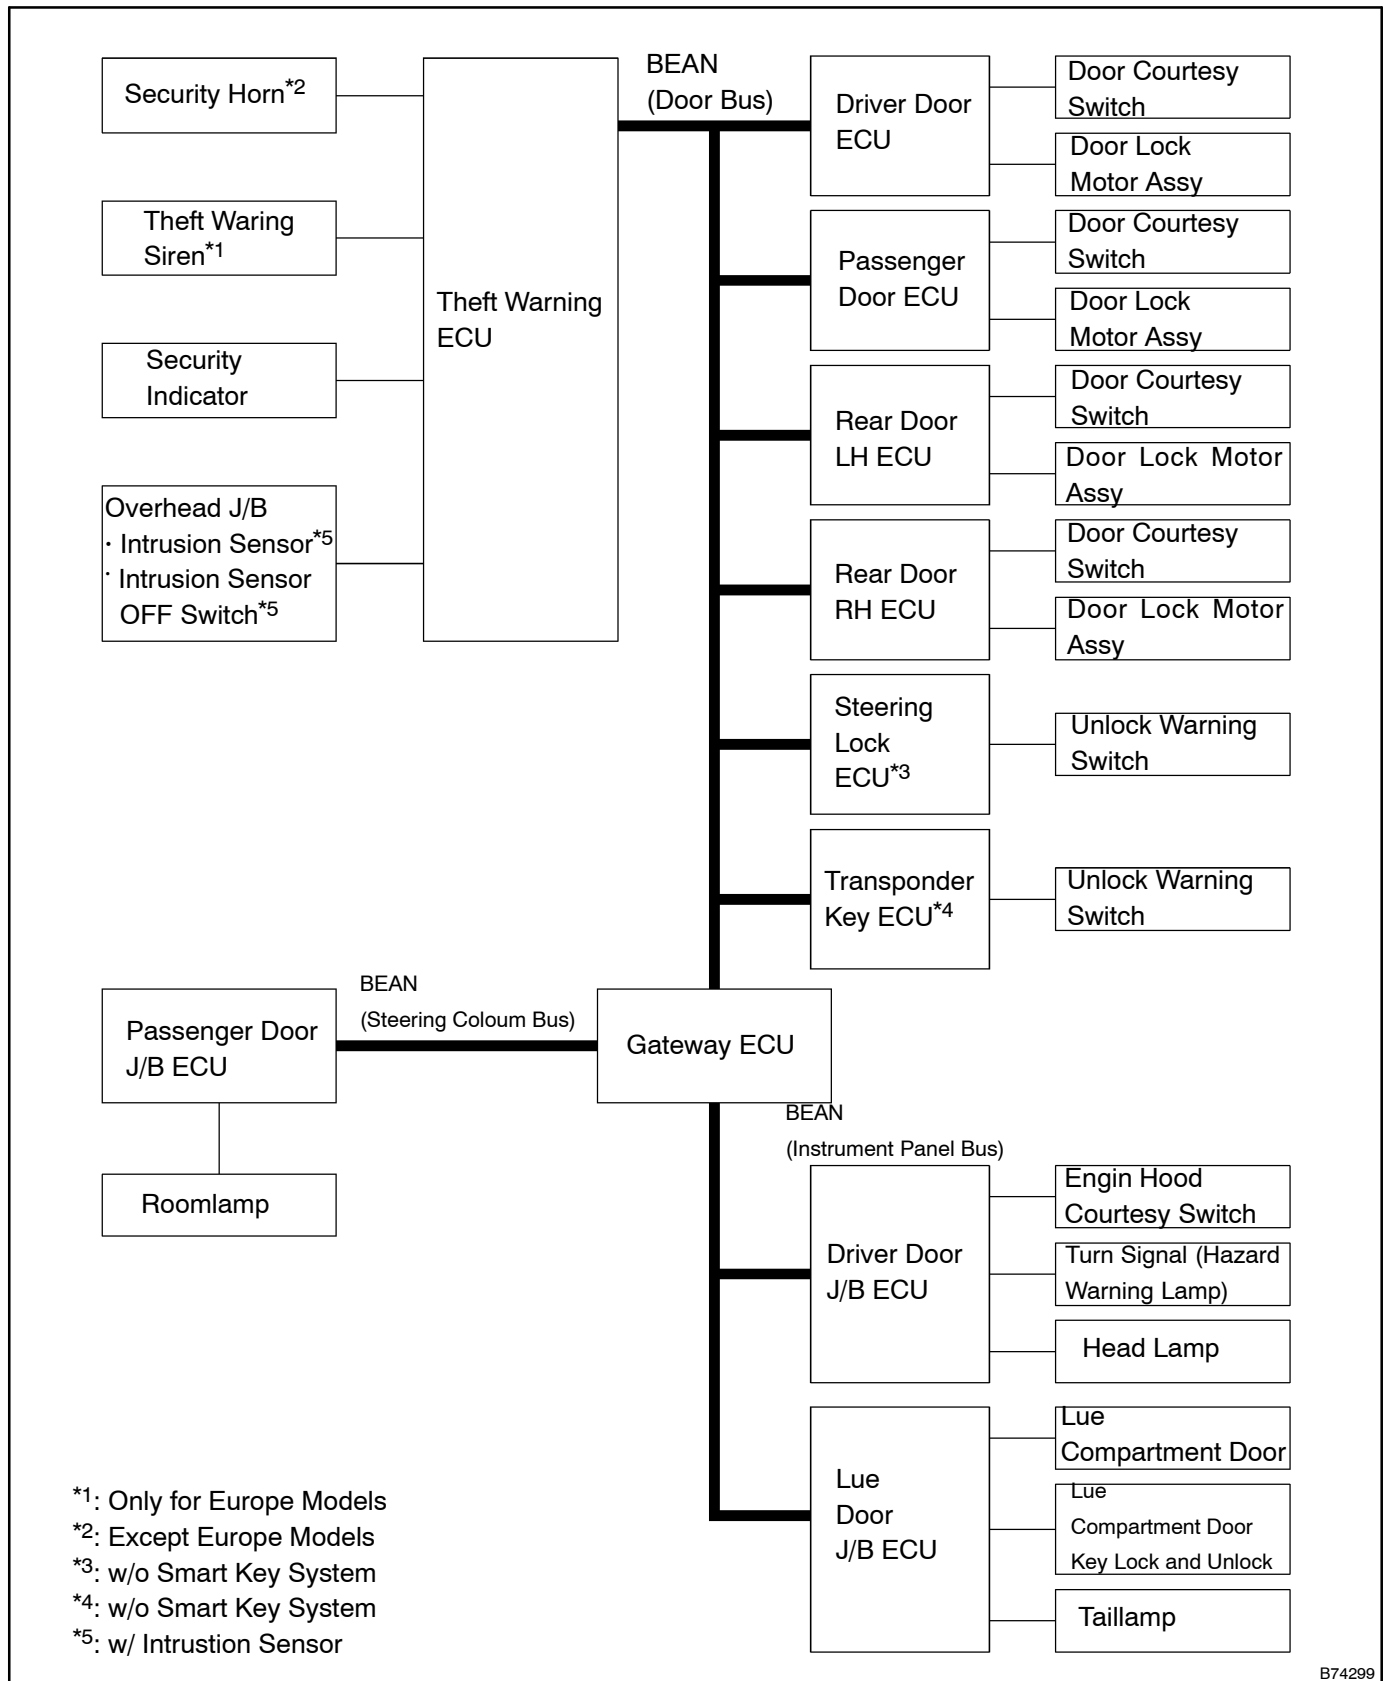 Security Horn*2
Theft Waring
Siren*1
Security
Indicator
Overhead J/B
· Intrusion Sensor*5
· Intrusion Sensor
OFF Switch*5
Theft Warning
ECU
BEAN
(Door Bus)
Driver Door
ECU
Door Courtesy
Switch
Door Lock
Motor Assy
Passenger
Door ECU
Door Courtesy
Switch
Door Lock
Motor Assy
Rear Door
LH ECU
Door Courtesy
Switch
Door Lock Motor
Assy
Rear Door
RH ECU
Door Courtesy
Switch
Door Lock Motor
Assy
Steering
Lock
ECU*3
Unlock Warning
Switch
Transponder
Key ECU*4
Unlock Warning
Switch
Passenger Door
J/B ECU
BEAN
(Steering Coloum Bus)
Gateway ECU
Roomlamp
BEAN
(Instrument Panel Bus)
Driver Door
J/B ECU
Engin Hood
Courtesy Switch
Turn Signal (Hazard
Warning Lamp)
Head Lamp
Lue
Door
J/B ECU
Lue
Compartment Door
Lue
Compartment Door
Key Lock and Unlock
Taillamp
*1: Only for Europe Models
*2: Except Europe Models
*3: w/o Smart Key System
*4: w/o Smart Key System
*5: w/ Intrustion Sensor
B74299